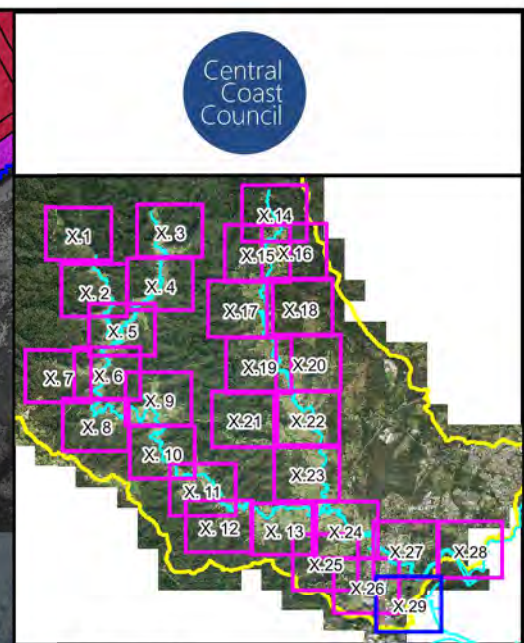 Central
Coast
Council
X.14
X.1
X. 3
X.15
X.16
X. 2
X. 4
X.17
X.18
X. 5
X.19
X.20
X. 7
X. 6
X. 9
X.21
X.22
X. 8
X. 10
X.23
X. 11
X. 12
X. 13
X.24
X.27
X.28
X.25
X.26
X.29